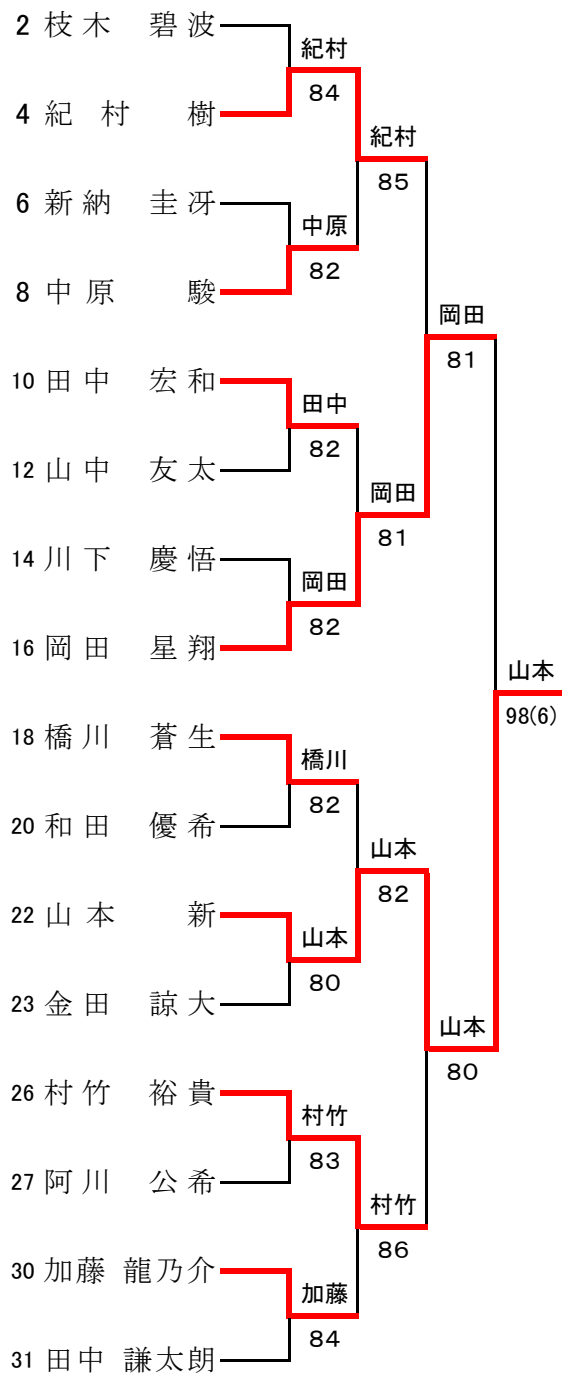 2 枝木 碧波
紀村
84
4 紀村 樹
紀村
85
6 新納 圭冴
中原
82
8 中原 駿
岡田
81
10 田中 宏和
田中
82
12 山中 友太
岡田
81
14 川下 慶悟
岡田
82
16 岡田 星翔
山本
98(6)
18 橋川 蒼生
橋川
82
20 和田 優希
山本
82
22 山本 新
山本
80
23 金田 諒大
山本
80
26 村竹 裕貴
村竹
83
27 阿川 公希
村竹
86
30 加藤 龍乃介
加藤
84
31 田中 謙太朗